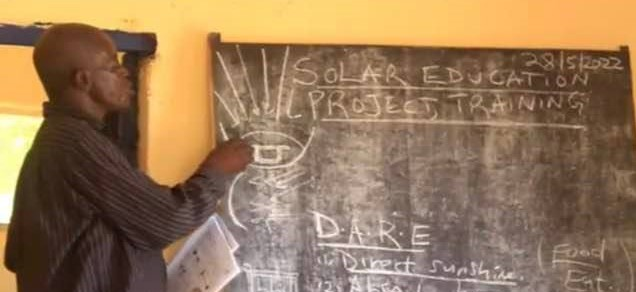 28/5/2022
SOLAR EDUCATION
PROJECT, TRAINING
D.A.R.E
Direct sunshine.
Food